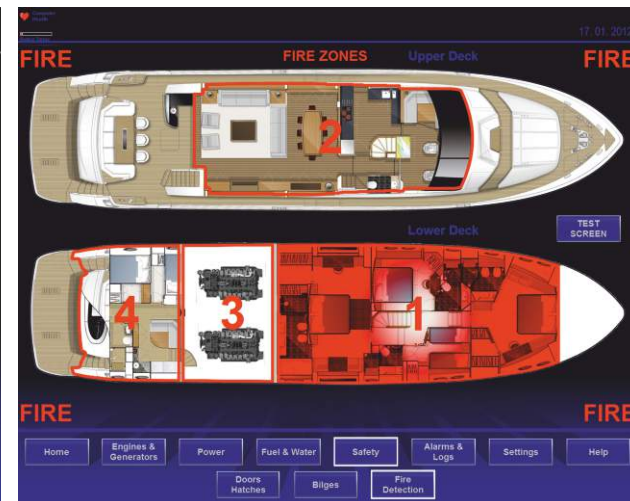 17. 01. 2012
FIRE
FIRE ZONES
Upper Deck
FIRE
2
TEST
SCREEN
Lower Deck
4
3
1
FIRE
FIRE
Home
Engines &
Generators
Power
Fuel & Water
Safety
Alarms &
Logs
Settings
Help
Doors
Hatches
Bilges
Fire
Detection